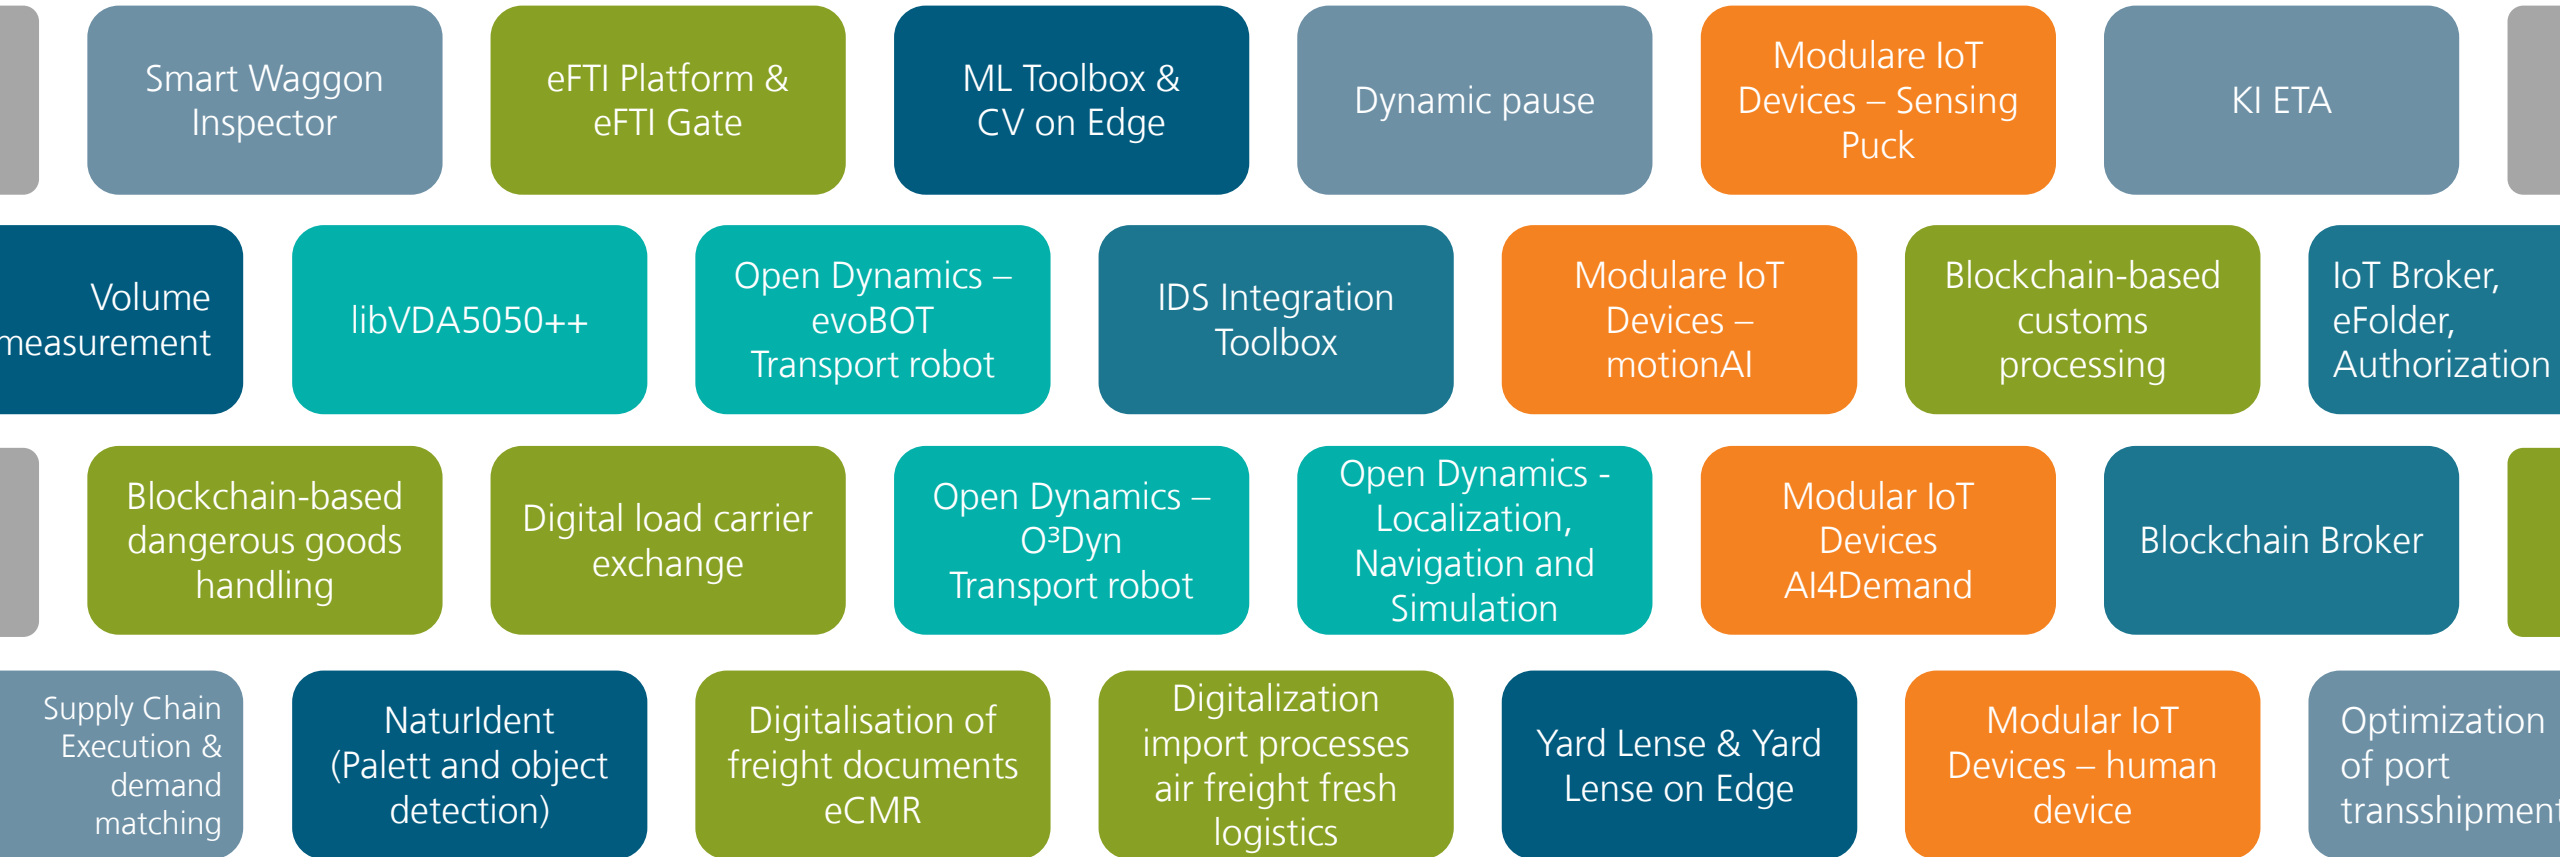 Smart Waggon
Inspector
eFTI Platform &
eFTI Gate
ML Toolbox &
CV on Edge
Dynamic pause
Modulare IoT
Devices – Sensing
Puck
KI ETA
Volume
measurement
libVDA5050++
Open Dynamics –
evoBOT
Transport robot
IDS Integration
Toolbox
Modulare IoT
Devices –
motionAI
Blockchain-based
customs
processing
IoT Broker,
eFolder,
Authorization
Blockchain-based
dangerous goods
handling
Digital load carrier
exchange
Open Dynamics –
O³Dyn
Transport robot
Open Dynamics -
Localization,
Navigation and
Simulation
Modular IoT
Devices
AI4Demand
Blockchain Broker
Supply Chain
Execution &
demand
matching
NaturIdent
(Palett and object
detection)
Digitalisation of
freight documents
eCMR
Digitalization
import processes
air freight fresh
logistics
Yard Lense & Yard
Lense on Edge
Modular IoT
Devices – human
device
Optimization
of port
transshipment